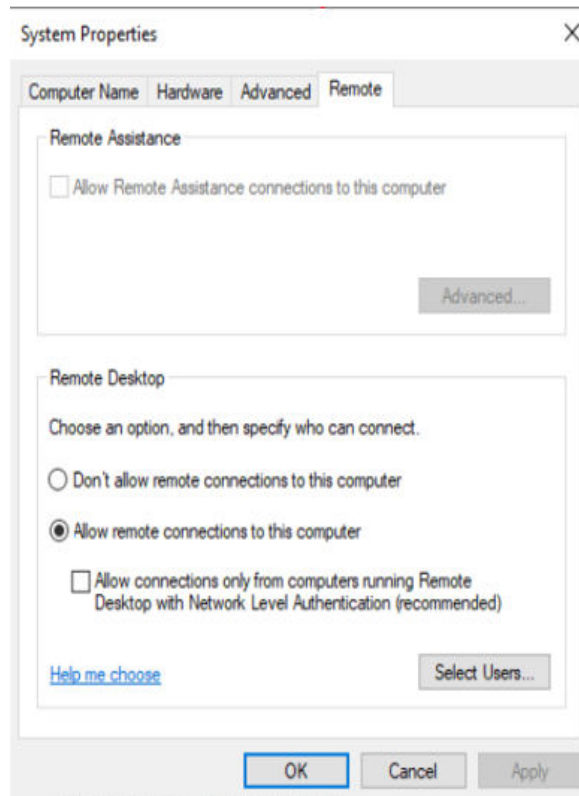 System Properties
Computer Name Hardware Advanced Remote
Remote Assistance
Allow Remote Assistance connections to this computer
Advanced...
Remote Desktop
Choose an option, and then specify who can connect.
Don't allow remote connections to this computer
Allow remote connections to this computer
Allow connections only from computers running Remote
Desktop with Network Level Authentication (recommended)
Help me choose
Select Users...
OK Cancel Apply